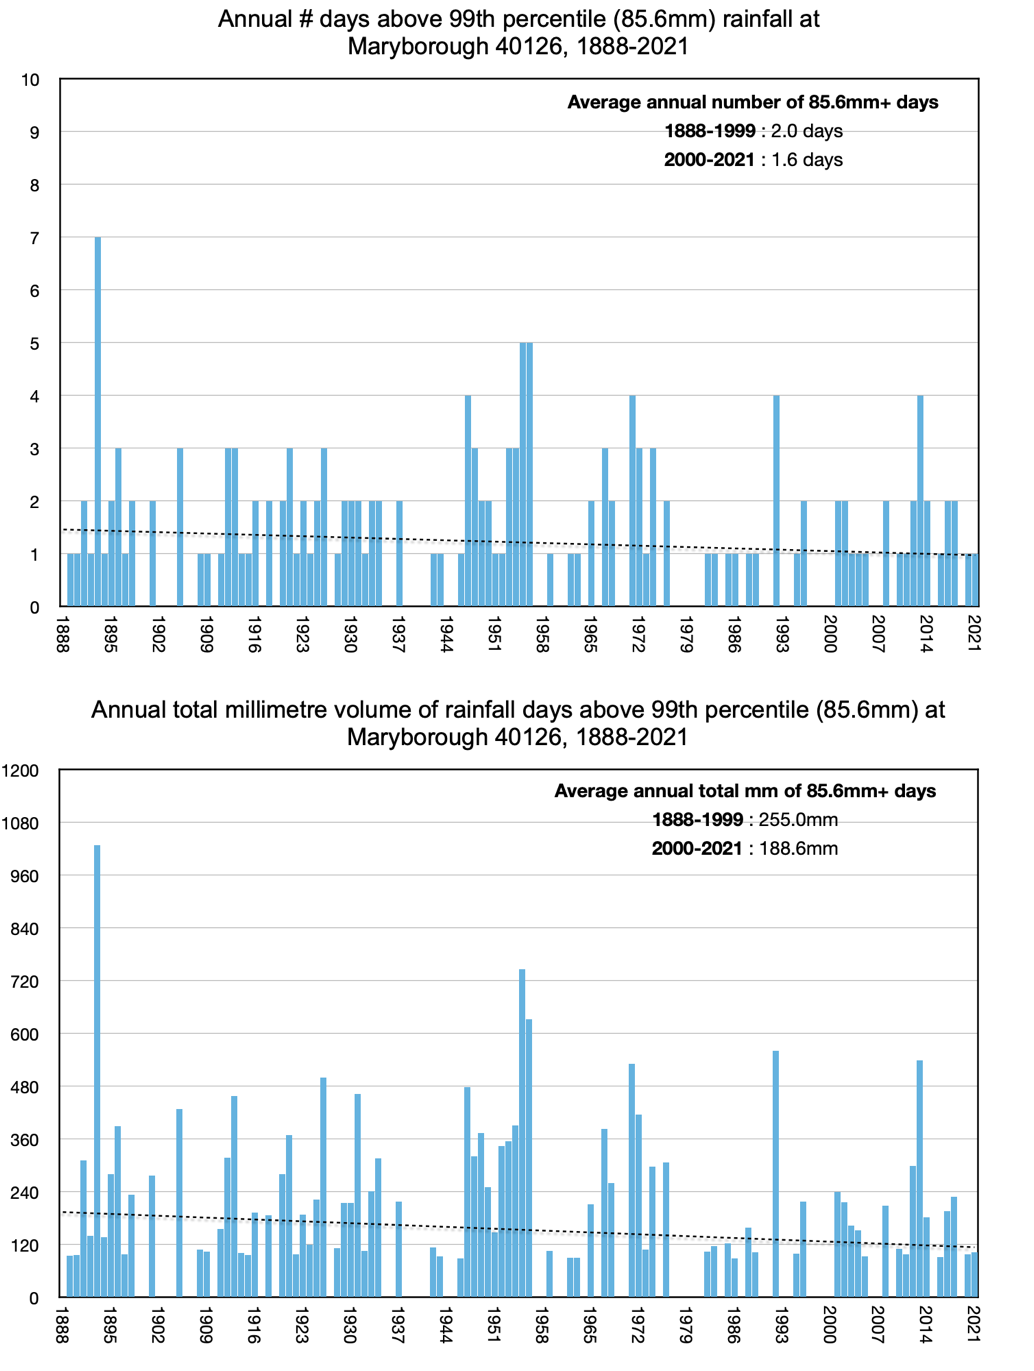 Annual # days above 99th percentile (85.6mm) rainfall at
Maryborough 40126, 1888-2021
10
Average annual number of 85.6mm+ days
9
1888-1999 : 2.0 days
2000-2021 : 1.6 days
8
7
6
5
4
3
2
1
0
1888 1895 1902 1909 1916 1923 1930 1937 1944 1951 1958 1965 1972 1979 1986 1993 2000 2007 2014 2021
Annual total millimetre volume of rainfall days above 99th percentile (85.6mm) at
Maryborough 40126, 1888-2021
1200
Average annual total mm of 85.6mm+ days
1080
1888-1999 : 255.0mm
2000-2021 : 188.6mm
960
840
720
600
480
360
240
120
0
1888 1895 1902 1909 1916 1923 1930 1937 1944 1951 1958 1965 1972 1979 1986 1993 2000 2007 2014 2021